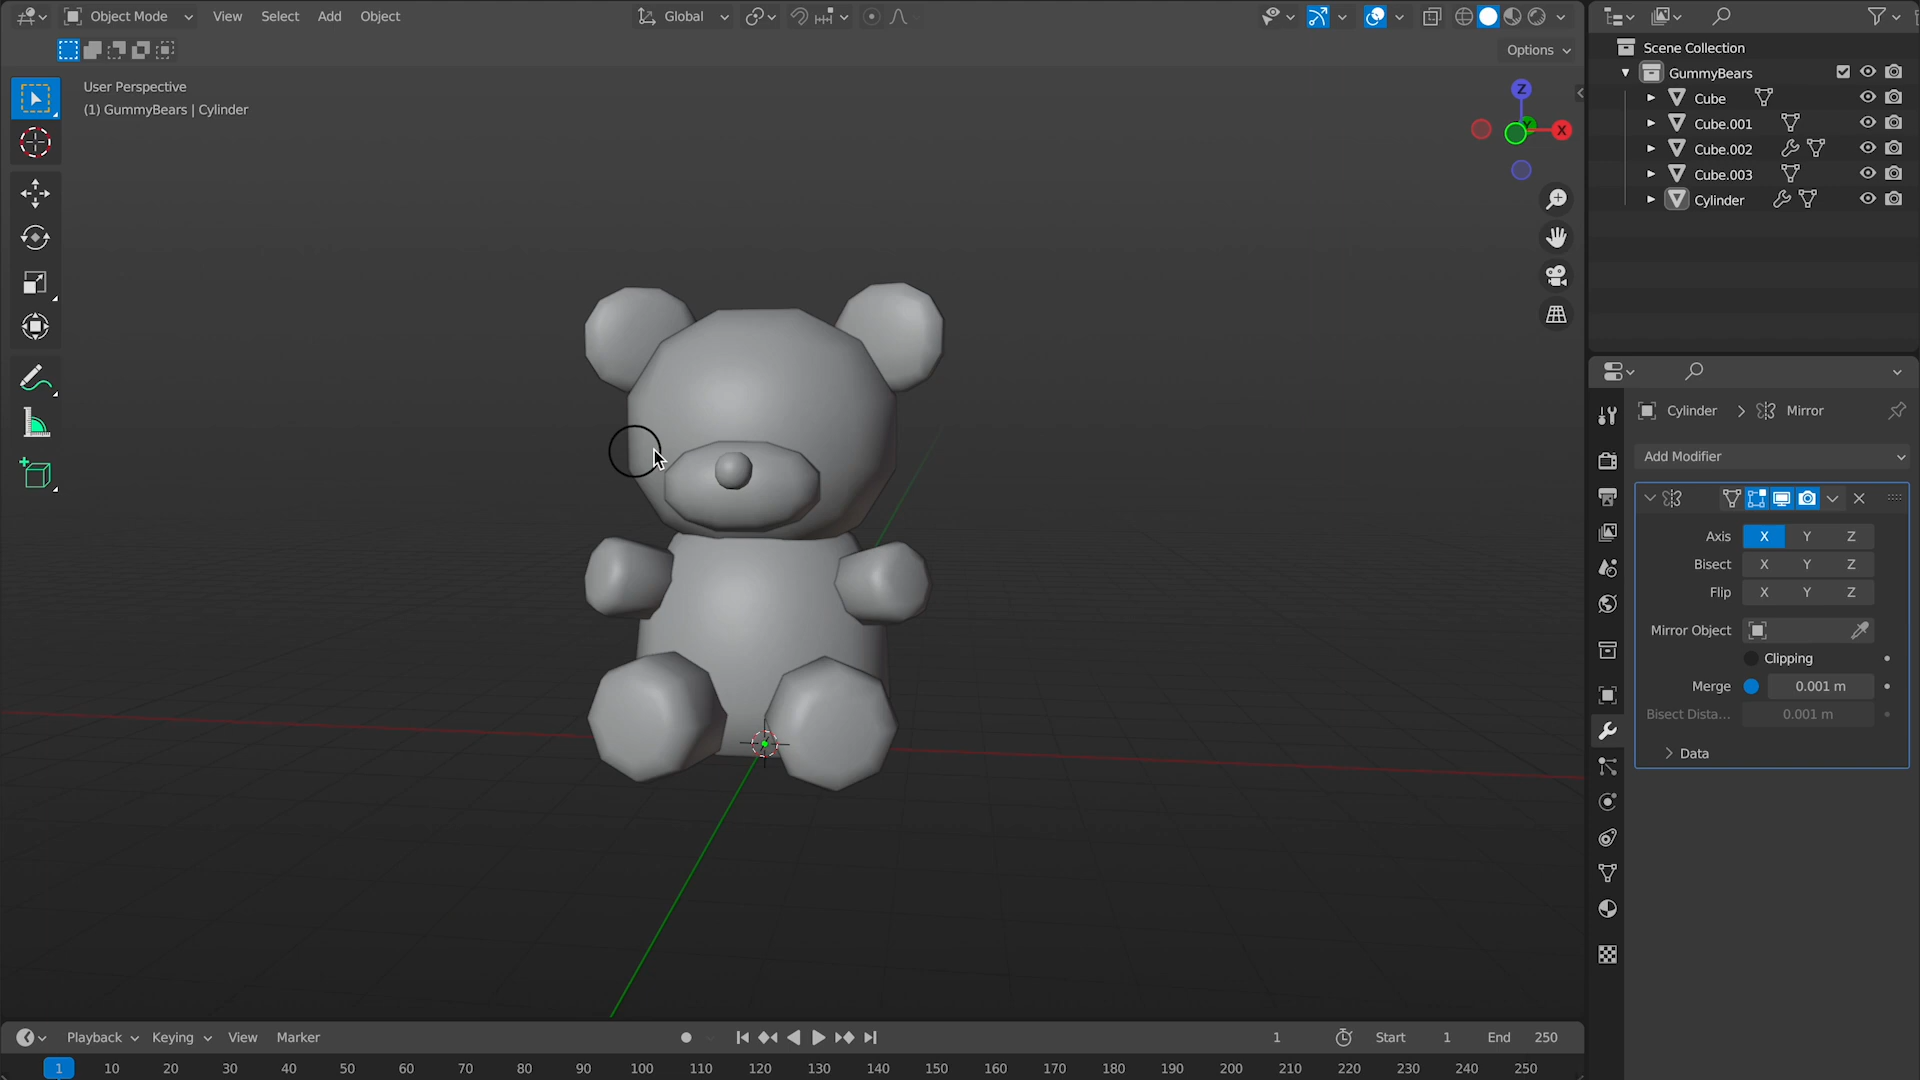 Object Mode View Select Add Object Global
Options
User Perspective
(1) GummyBears | Cylinder
Z
Y
X
Scene Collection
GummyBears
Cube
Cube.001
Cube.002
Cube.003
Cylinder
Cylinder > Mirror
Add Modifier
Axis X Y Z
Bisect X Y Z
Flip X Y Z
Mirror Object
Clipping
Merge 0.001 m
Bisect Dista... 0.001 m
Data
Playback Keying View Marker 1 Start 1 End 250
1 10 20 30 40 50 60 70 80 90 100 110 120 130 140 150 160 170 180 190 200 210 220 230 240 250